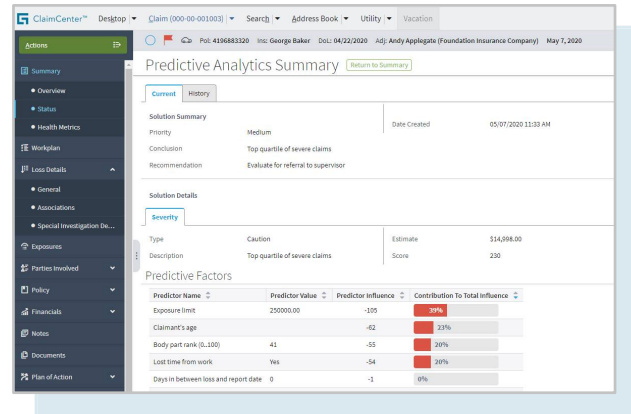 ClaimCenter™ Desktop Claim (000-00-001003) Search Address Book Utility Vacation
Actions
Pol: 4196883320 Ins: George Baker DoL: 04/22/2020 Adj: Andy Applegate (Foundation Insurance Company) May 7, 2020
Summary
Overview
Status
Health Metrics
Workplan
Loss Details
General
Associations
Special Investigation De...
Exposures
Parties Involved
Policy
Financials
Notes
Documents
Plan of Action
Predictive Analytics Summary Return to Summary
Current History
Solution Summary
Priority Medium
Date Created 05/07/2020 11:33 AM
Conclusion Top quartile of severe claims
Recommendation Evaluate for referral to supervisor
Solution Details
Severity
Type Caution Estimate $14,998.00
Description Top quartile of severe claims Score 230
Predictive Factors
Predictor Name Predictor Value Predictor Influence Contribution To Total Influence
Exposure limit 250000.00 -105 39%
Claimant's age -62 23%
Body part rank (0..100) 41 -55 20%
Lost time from work Yes -54 20%
Days in between loss and report date 0 -1 0%